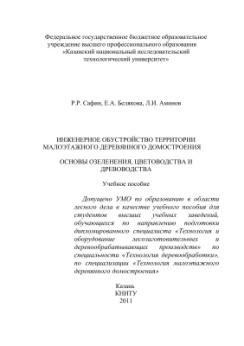 Федеральное государственное бюджетное образовательное
учреждение высшего профессионального образования
«Казанский национальный исследовательский
технологический университет»
Р.Р. Сафин, Е.А. Белякова, Л.И. Аминов
ИНЖЕНЕРНОЕ ОБУСТРОЙСТВО ТЕРРИТОРИИ
МАЛОЭТАЖНОГО ДЕРЕВЯННОГО ДОМОСТРОЕНИЯ
ОСНОВЫ ОЗЕЛЕНЕНИЯ, ЦВЕТОВОДСТВА И
ДРЕВОВОДСТВА
Учебное пособие
Допущено УМО по образованию в области
лесного дела в качестве учебного пособия для
студентов высших учебных заведений,
обучающихся по направлению подготовки
дипломированного специалиста «Технология и
оборудование лесозаготовительных и
деревообрабатывающих производств» по
специальности «Технология деревообработки»,
по специализации «Технология малоэтажного
деревянного домостроения»
Казань
КНИТУ
2011